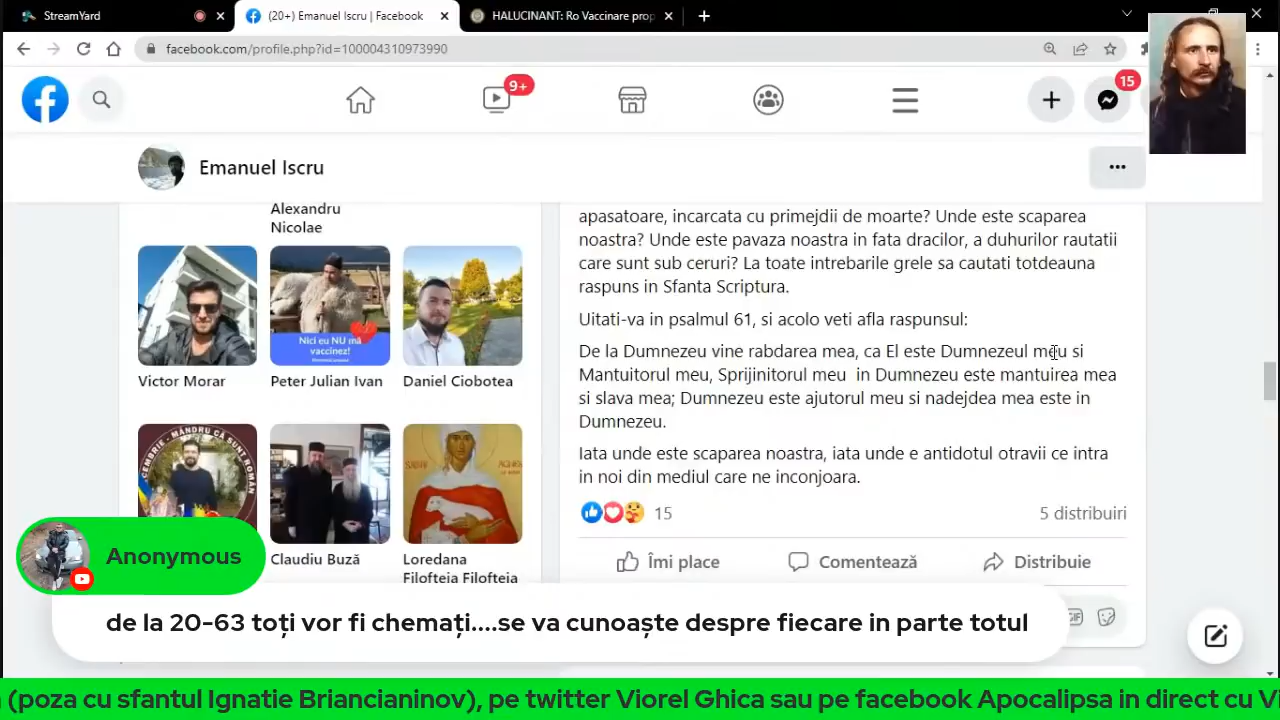 StreamYard
(20+) Emanuel Iscru | Facebook
HALUCINANT: Ro Vaccinare prop
facebook.com/profile.php?id=100004310973990
9+
15
Emanuel Iscru
Alexandru
Nicolae
Nici eu NU mă
vaccinez!
Victor Morar
Peter Julian Ivan
Daniel Ciobotea
CEMBRIE - MÂNDRU CĂ SUNT ROMÂN
Claudiu Buză
Loredana
Filofteia Filofteia
apasatoare, incarcata cu primejdii de moarte? Unde este scaparea
noastra? Unde este pavaza noastra in fata dracilor, a duhurilor rautatii
care sunt sub ceruri? La toate intrebarile grele sa cautati totdeauna
raspuns in Sfanta Scriptura.
Uitati-va in psalmul 61, si acolo veti afla raspunsul:
De la Dumnezeu vine rabdarea mea, ca El este Dumnezeul meu si
Mantuitorul meu, Sprijinitorul meu in Dumnezeu este mantuirea mea
si slava mea; Dumnezeu este ajutorul meu si nadejdea mea este in
Dumnezeu.
Iata unde este scaparea noastra, iata unde e antidotul otravii ce intra
in noi din mediul care ne inconjoara.
15
5 distribuiri
Îmi place
Comentează
Distribuie
GIF
Anonymous
de la 20-63 toți vor fi chemați....se va cunoaște despre fiecare in parte totul
(poza cu sfantul Ignatie Briancianinov), pe twitter Viorel Ghica sau pe facebook Apocalipsa in direct cu